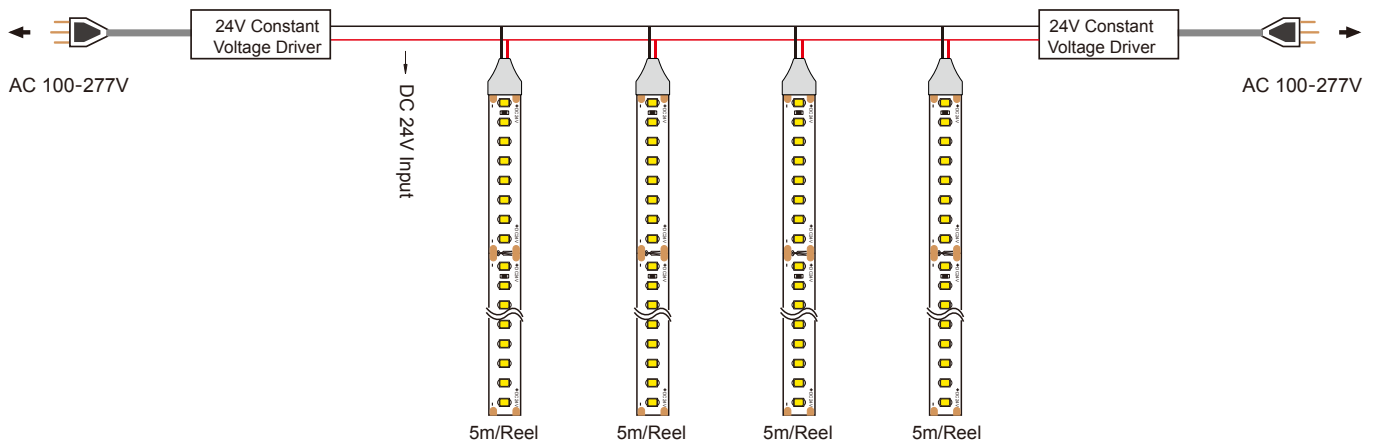 24V Constant
Voltage Driver
24V Constant
Voltage Driver
AC 100-277V
AC 100-277V
DC 24V Input
5m/Reel
5m/Reel
5m/Reel
5m/Reel